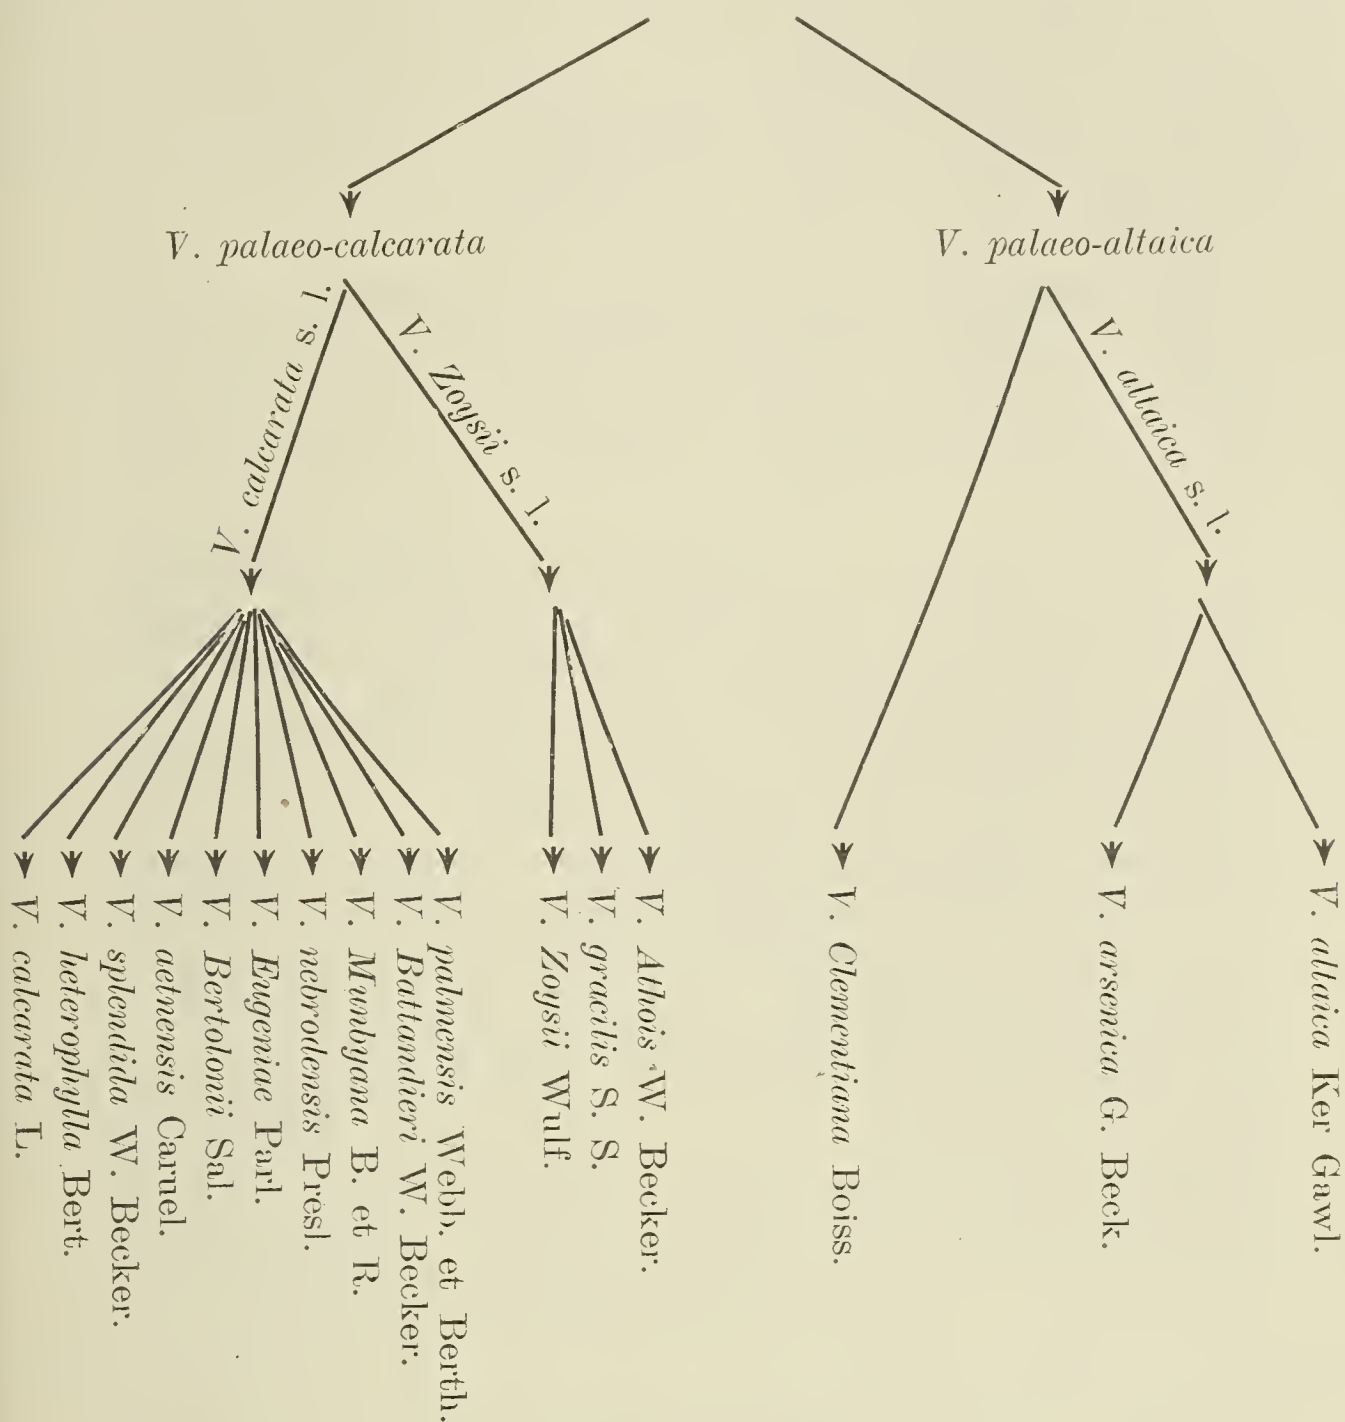 V. palaeo-calcarata
V. palaeo-altaica
V. calcarata s. l.
V. Zoysii s. l.
V. altaica s. l.
V. calcarata L.
V. heterophylla Bert.
V. splendida W. Becker.
V. aetnensis Caruel.
V. Bertolonii Sal.
V. Eugeniae Parl.
V. nebrodensis Presl.
V. Munbyana B. et R.
V. Battandieri W. Becker.
V. palmensis Webb. et Berth.
V. Zoysii Wulf.
V. gracilis S. S.
V. Athois W. Becker.
V. Clementiana Boiss.
V. arsenica G. Beck.
V. altaica Ker Gawl.